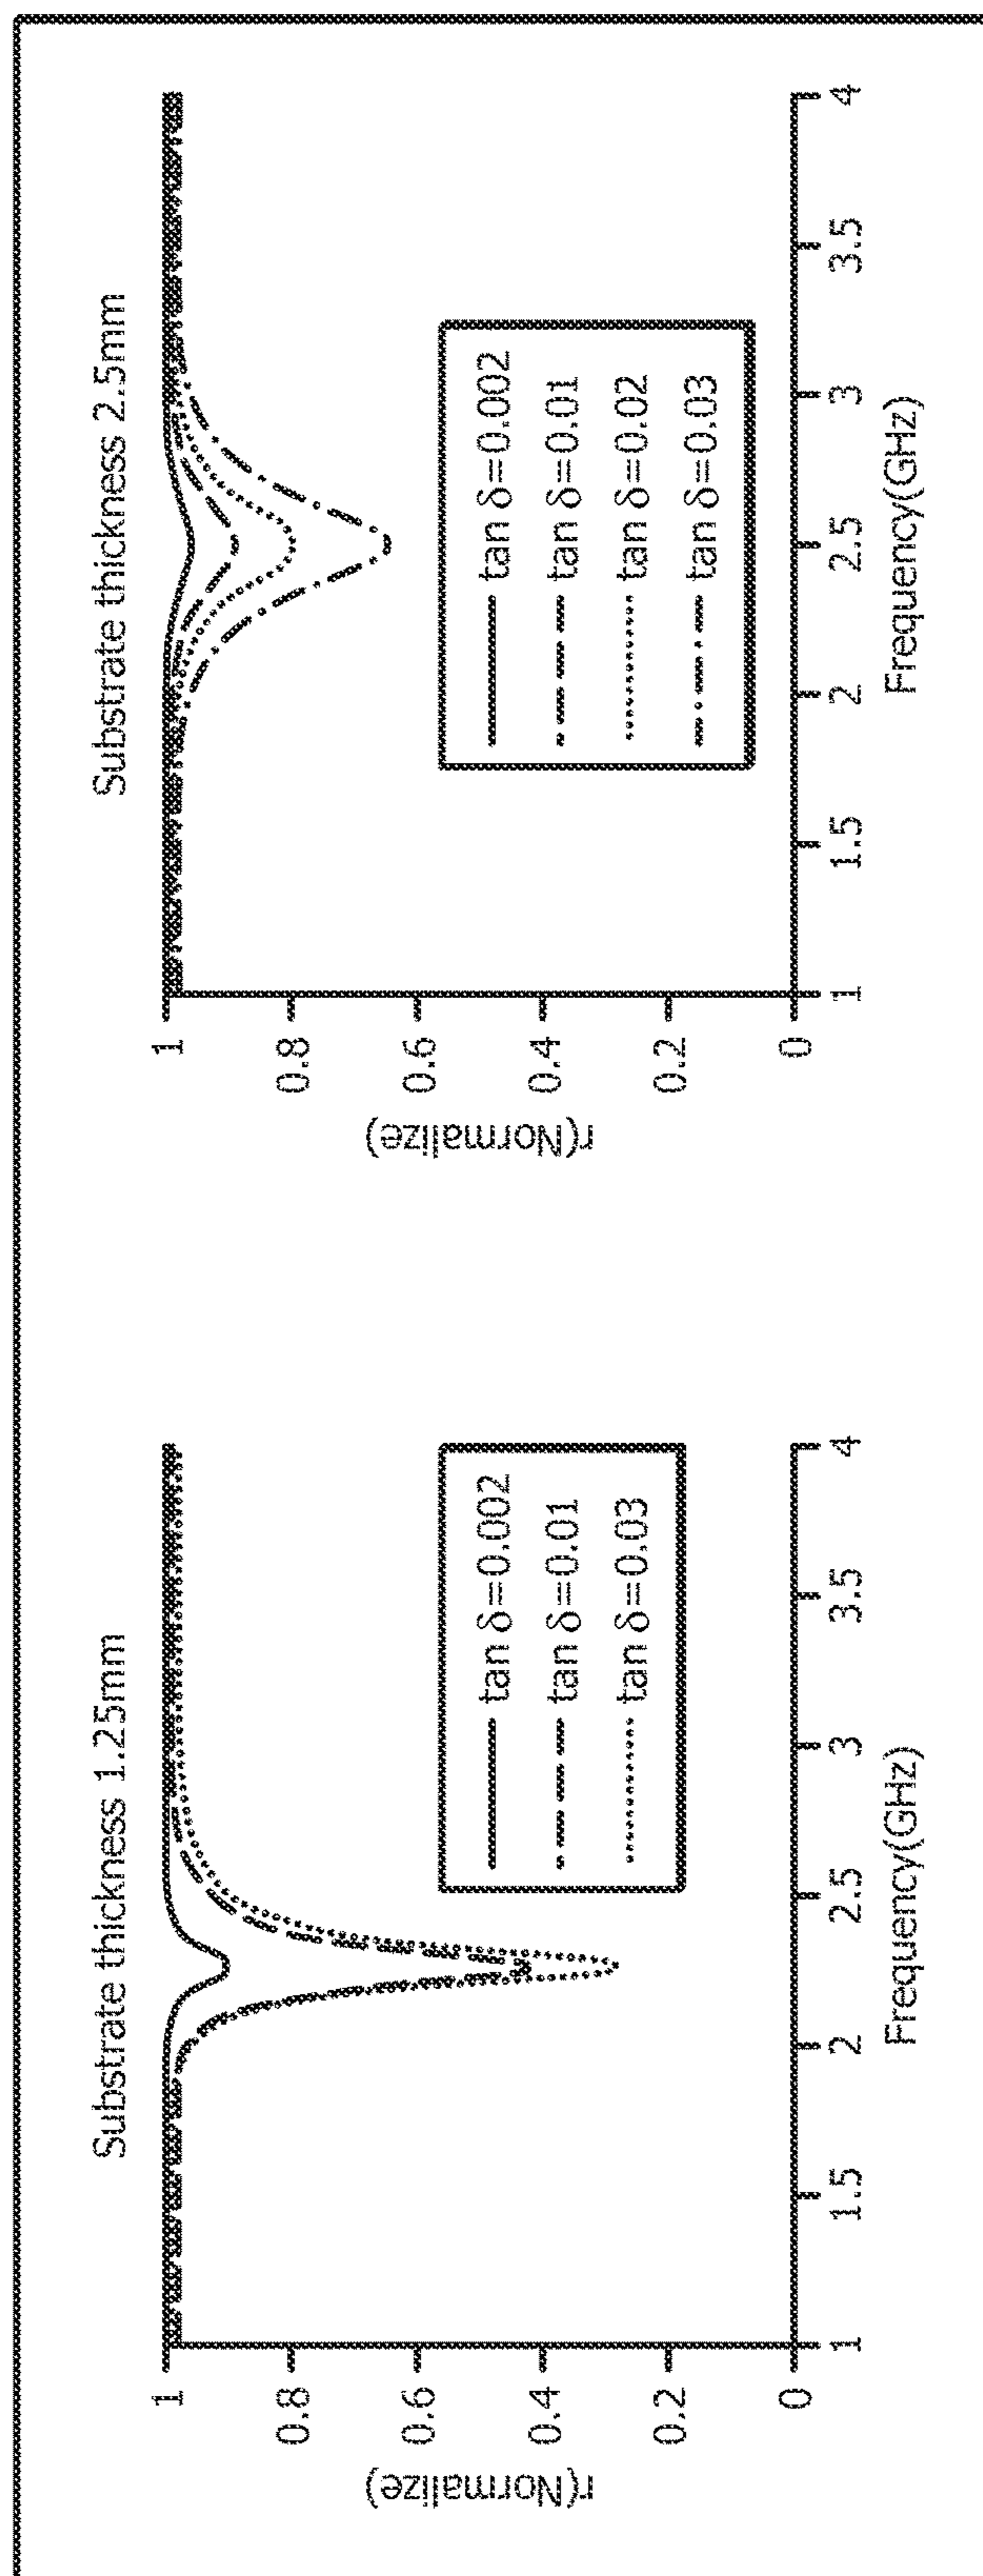 Substrate thickness 1.25mm
r(Normalize)
1
0.8
0.6
0.4
0.2
0
tan δ=0.002
tan δ=0.01
tan δ=0.03
1
1.5
2
2.5
3
3.5
4
Frequency(GHz)
Substrate thickness 2.5mm
r(Normalize)
1
0.8
0.6
0.4
0.2
0
tan δ=0.002
tan δ=0.01
tan δ=0.02
tan δ=0.03
1
1.5
2
2.5
3
3.5
4
Frequency(GHz)